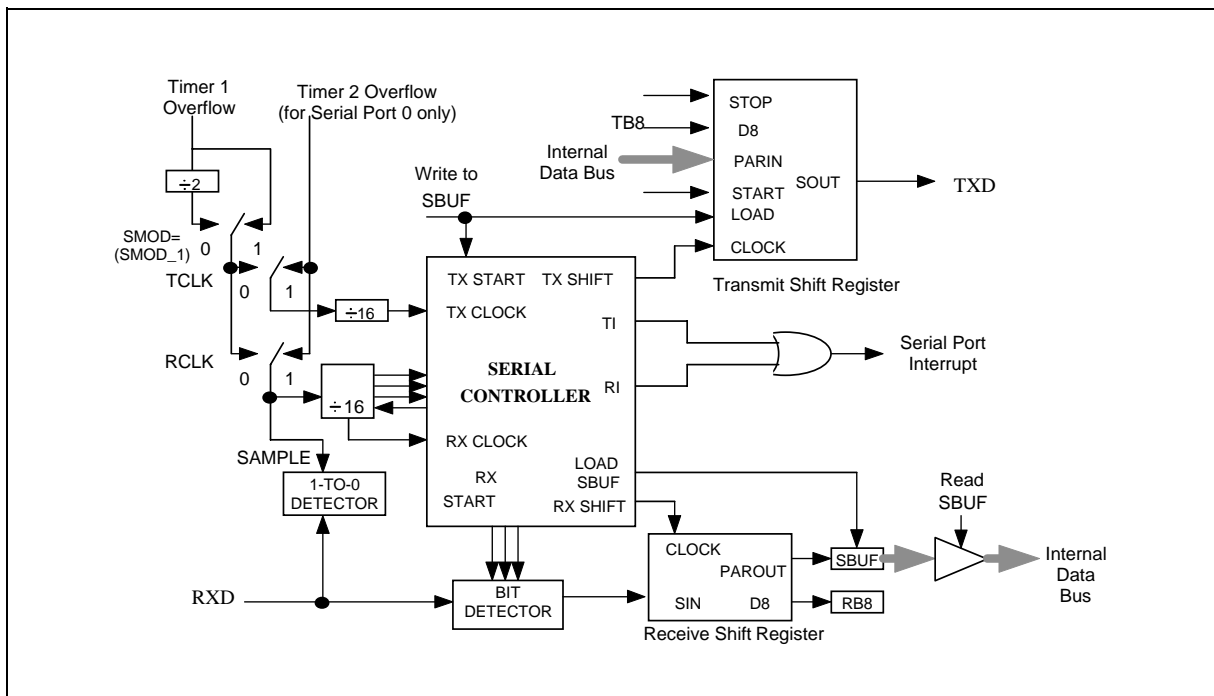 Timer 1
Overflow
Timer 2 Overflow
(for Serial Port 0 only)
÷2
SMOD=
(SMOD_1)
0
1
TCLK
0
1
÷16
RCLK
0
1
÷16
SAMPLE
1-TO-0
DETECTOR
RXD
Write to
SBUF
TX START
TX SHIFT
TX CLOCK
TI
SERIAL
CONTROLLER
RI
RX CLOCK
LOAD
SBUF
RX
START
RX SHIFT
BIT
DETECTOR
TB8
Internal
Data Bus
STOP
D8
PARIN
START
SOUT
LOAD
CLOCK
TXD
Transmit Shift Register
Serial Port
Interrupt
CLOCK
PAROUT
SIN
D8
Receive Shift Register
SBUF
RB8
Read
SBUF
Internal
Data
Bus